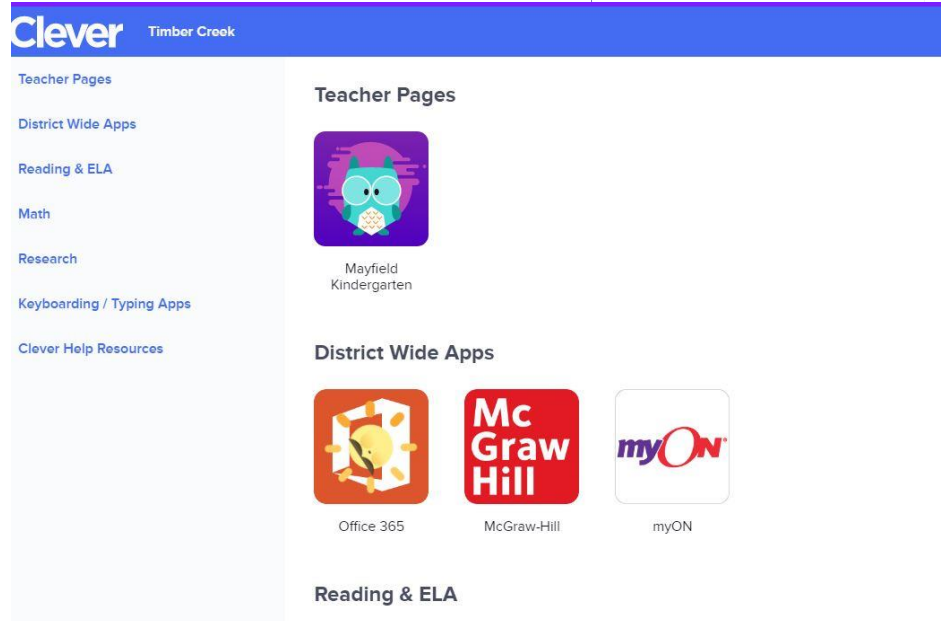 Clever Timber Creek
Teacher Pages
District Wide Apps
Reading & ELA
Math
Research
Keyboarding / Typing Apps
Clever Help Resources
Teacher Pages
Mayfield
Kindergarten
District Wide Apps
Mc
Graw
Hill
myON
Office 365
McGraw-Hill
myON
Reading & ELA